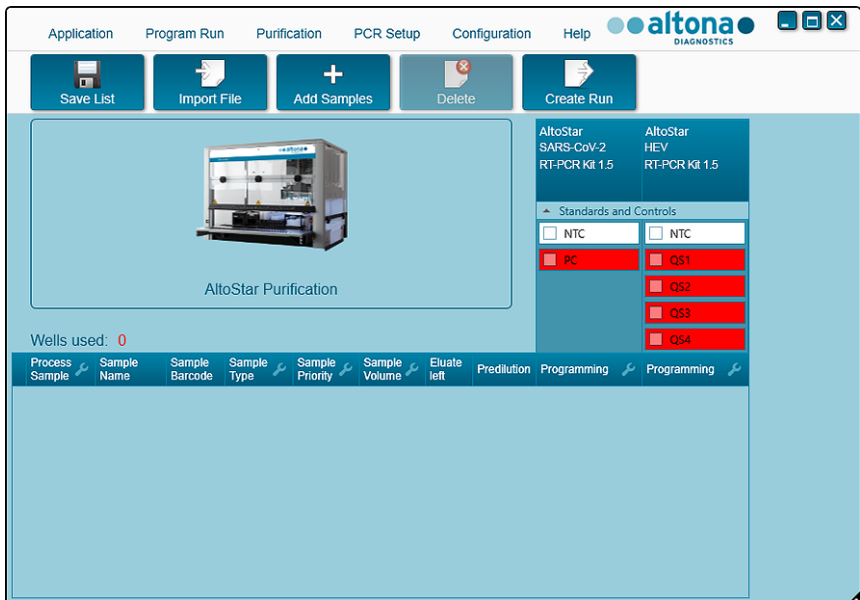 Application Program Run Purification PCR Setup Configuration Help altona
DIAGNOSTICS
Save List Import File Add Samples Delete Create Run
AltoStar
SARS-CoV-2
RT-PCR Kit 1.5
AltoStar
HEV
RT-PCR Kit 1.5
Standards and Controls
NTC NTC
PC QS1
QS2
QS3
QS4
altona
AltoStar Purification
Wells used: 0
Process
Sample
Sample
Name
Sample
Barcode
Sample
Type
Sample
Priority
Sample
Volume
Eluate
left
Predilution
Programming
Programming